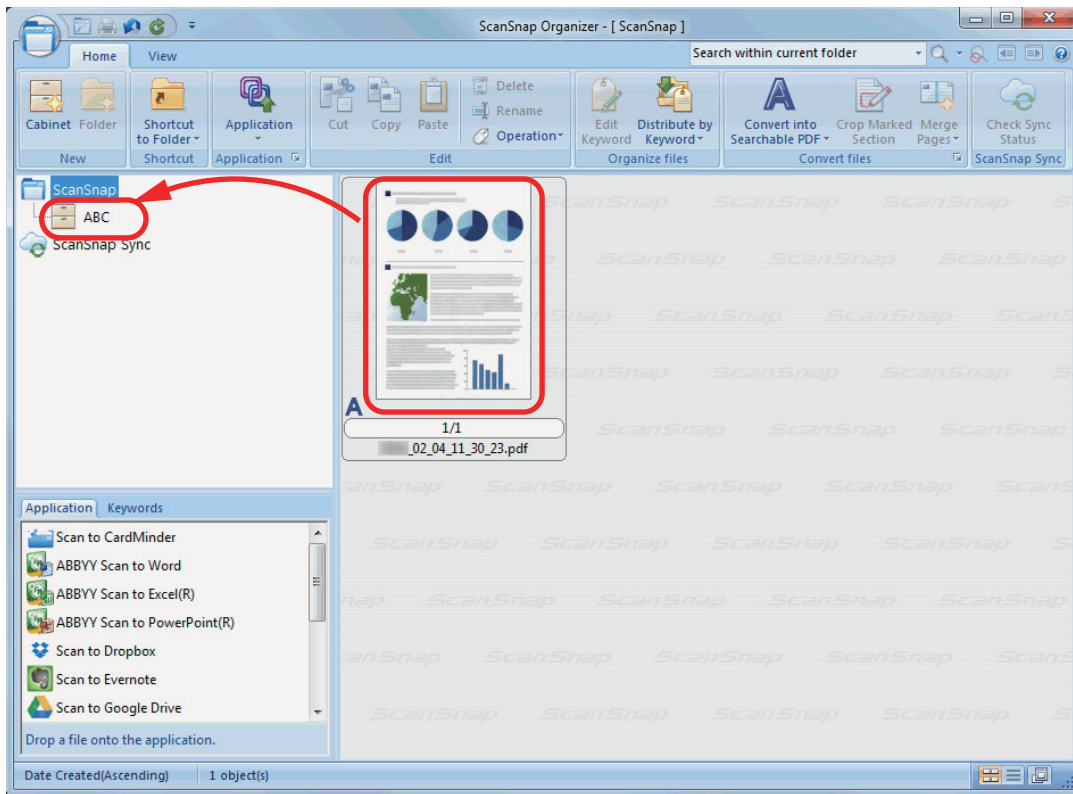 ScanSnap Organizer - [ ScanSnap ]
Home View Search within current folder
Cabinet Folder Shortcut to Folder Application Cut Copy Paste Delete Rename Operation Edit Keyword Distribute by Keyword Convert into Searchable PDF Crop Marked Section Merge Pages Check Sync Status
New Shortcut Application Edit Organize files Convert files ScanSnap Sync
ScanSnap
ABC
ScanSnap Sync
A
1/1
_02_04_11_30_23.pdf
Application Keywords
Scan to CardMinder
ABBYY Scan to Word
ABBYY Scan to Excel(R)
ABBYY Scan to PowerPoint(R)
Scan to Dropbox
Scan to Evernote
Scan to Google Drive
Drop a file onto the application.
Date Created(Ascending) 1 object(s)